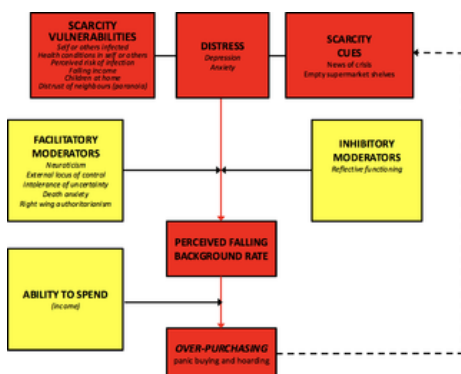 SCARCITY
VULNERABILITIES
Self or others infected
Health conditions in self or others
Perceived risk of infection
Falling income
Children at home
Distrust of neighbours (paranoia)
DISTRESS
Depression
Anxiety
SCARCITY
CUES
News of crisis
Empty supermarket shelves
FACILITATORY
MODERATORS
Neuroticism
External locus of control
Intolerance of uncertainty
Death anxiety
Right wing authoritarianism
INHIBITORY
MODERATORS
Reflective functioning
PERCEIVED FALLING
BACKGROUND RATE
ABILITY TO SPEND
(income)
OVER-PURCHASING
panic buying and hoarding